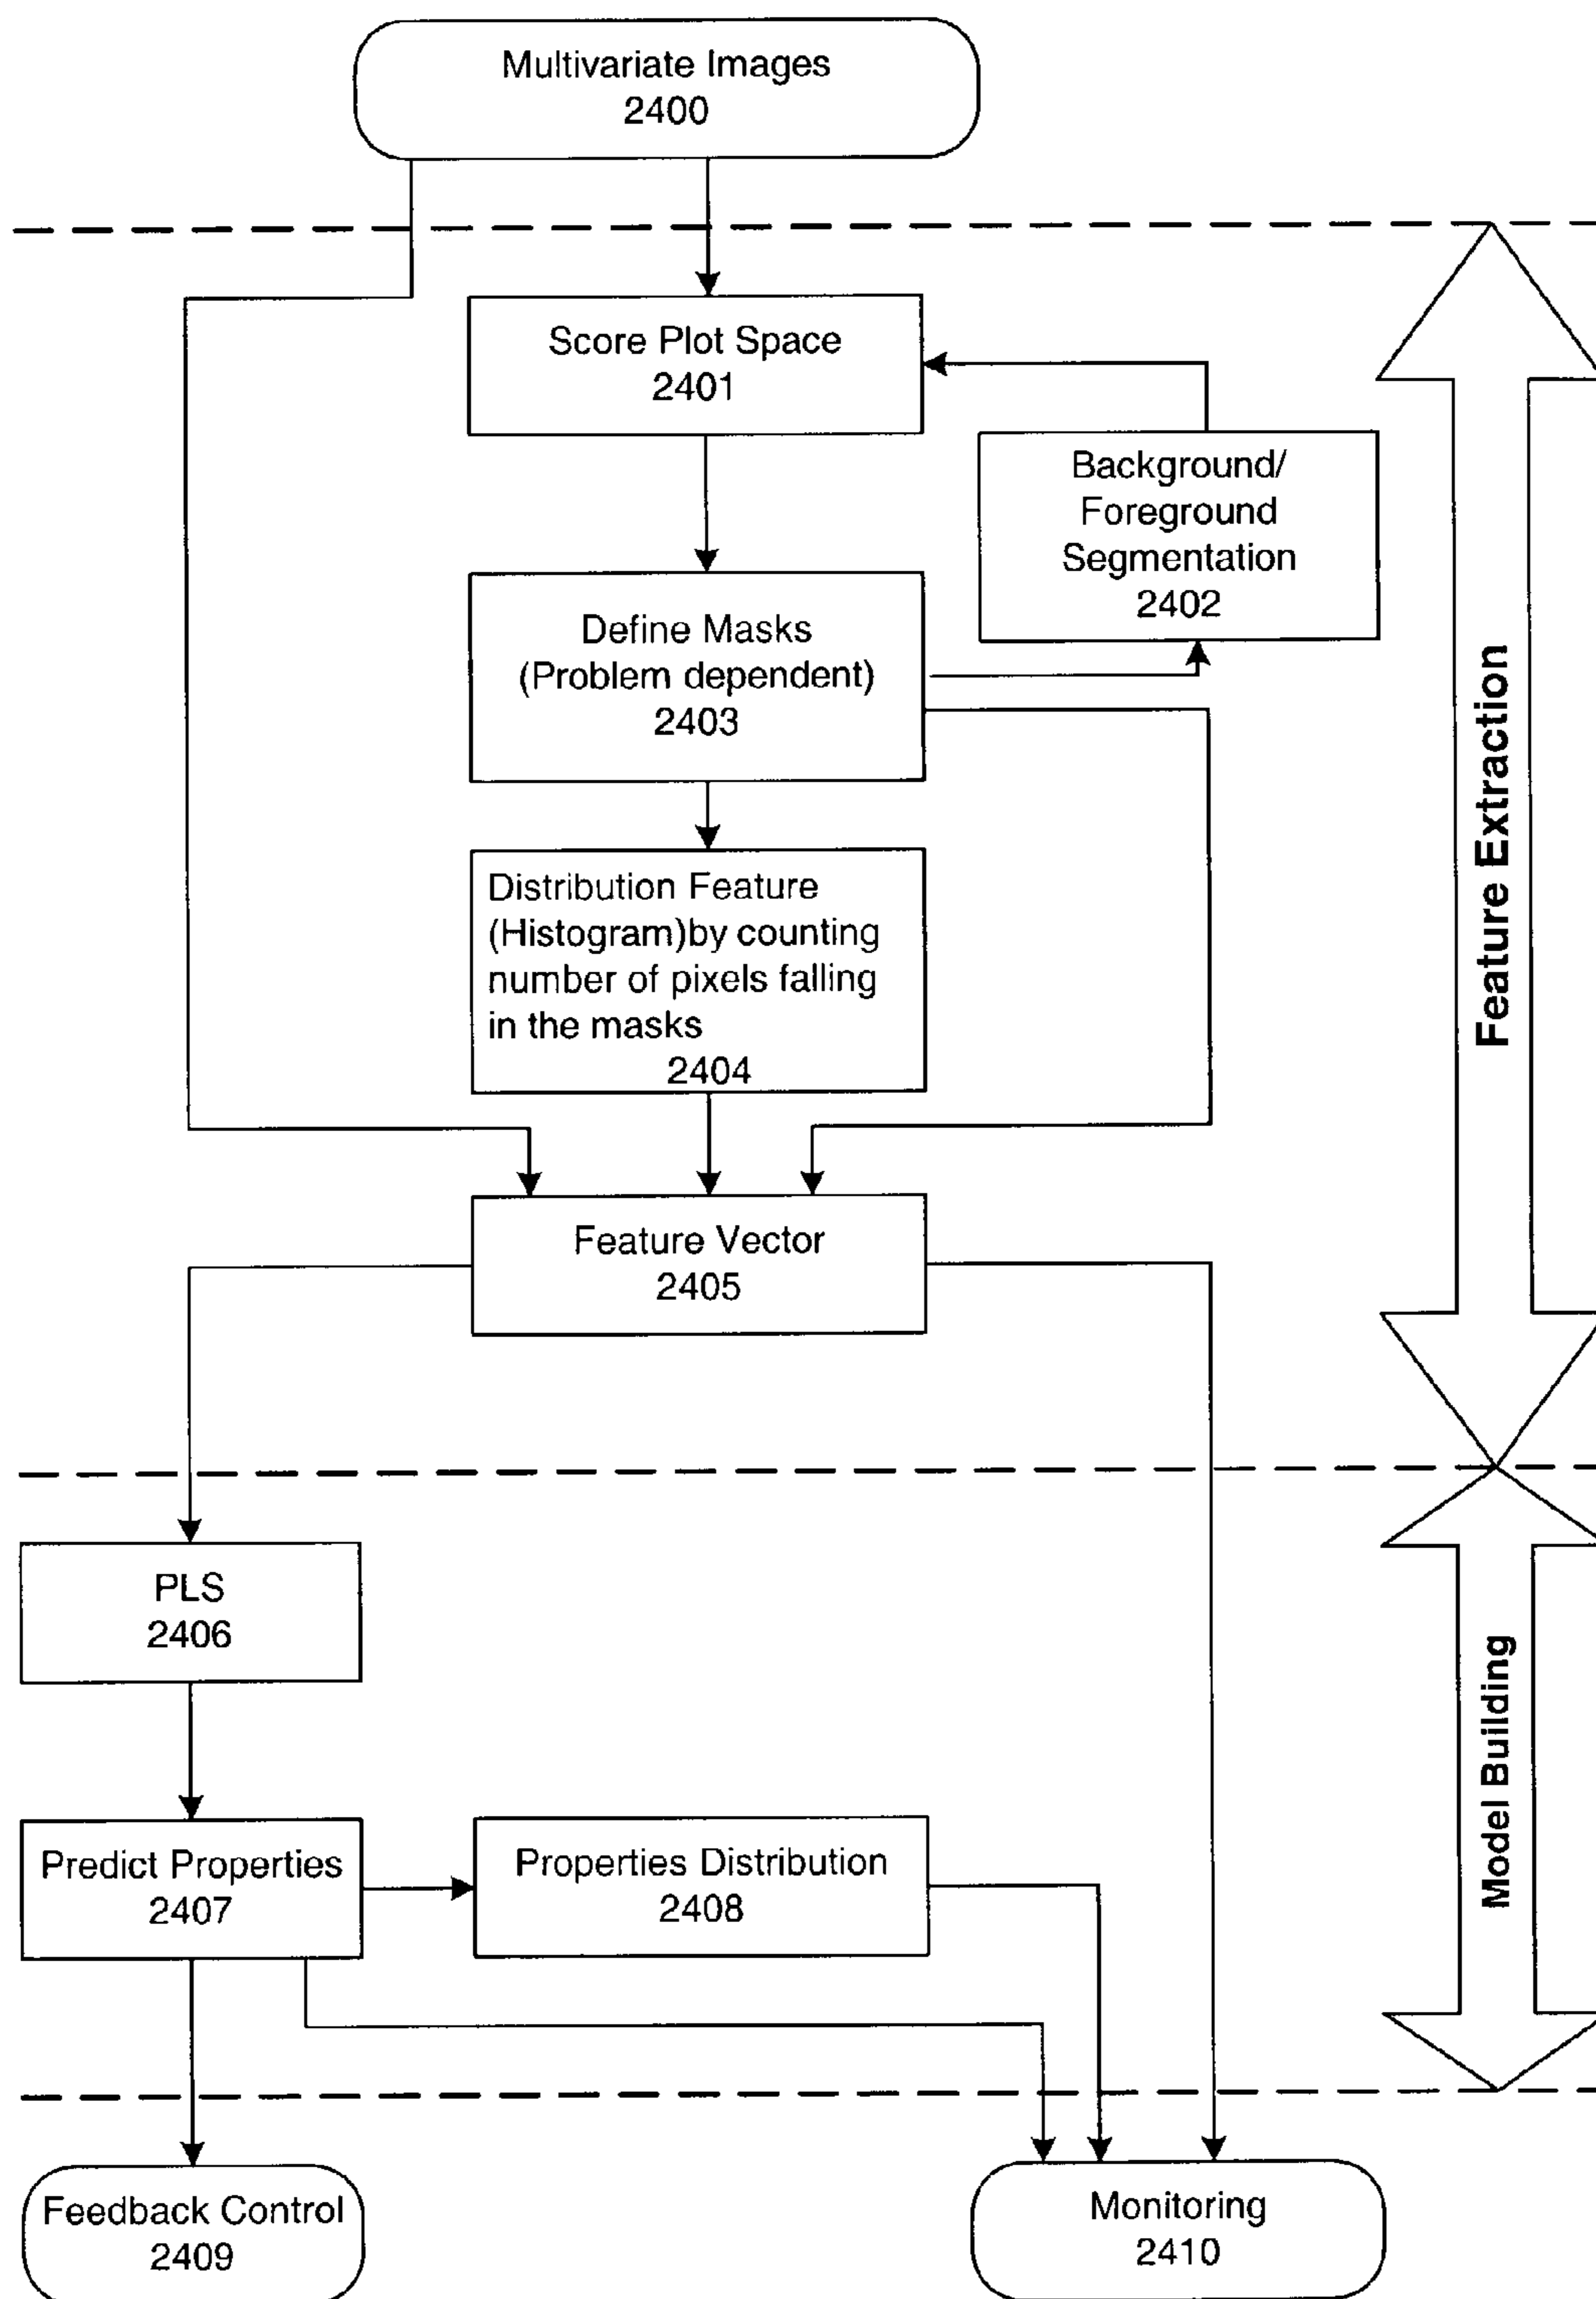 Multivariate Images
2400
Score Plot Space
2401
Background/
Foreground
Segmentation
2402
Define Masks
(Problem dependent)
2403
Distribution Feature
(Histogram)by counting
number of pixels falling
in the masks
2404
Feature Vector
2405
Feature Extraction
PLS
2406
Predict Properties
2407
Properties Distribution
2408
Model Building
Feedback Control
2409
Monitoring
2410